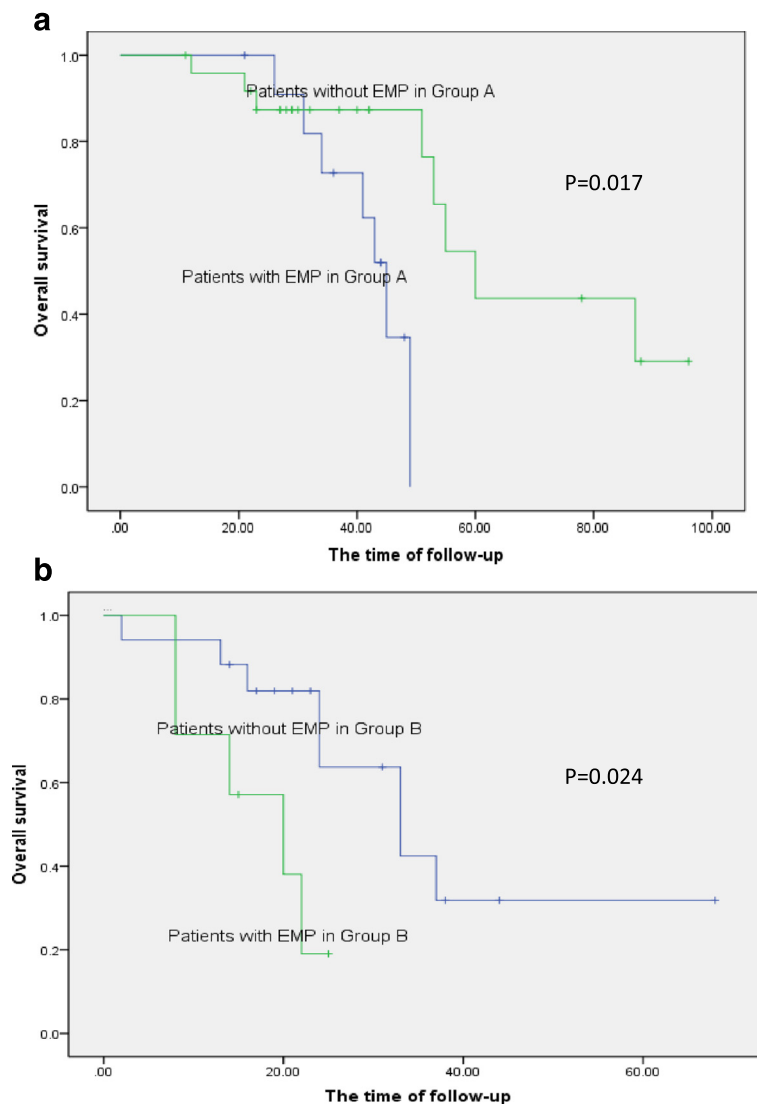 a
1.0
Patients without EMP in Group A
0.8
P=0.017
0.6
Patients with EMP in Group A
0.4
0.2
0.0
Overall survival
.00 20.00 40.00 60.00 80.00 100.00
The time of follow-up
b
1.0
0.8
Patients without EMP in Group B
P=0.024
0.6
0.4
Patients with EMP in Group B
0.2
0.0
Overall survival
.00 20.00 40.00 60.00
The time of follow-up